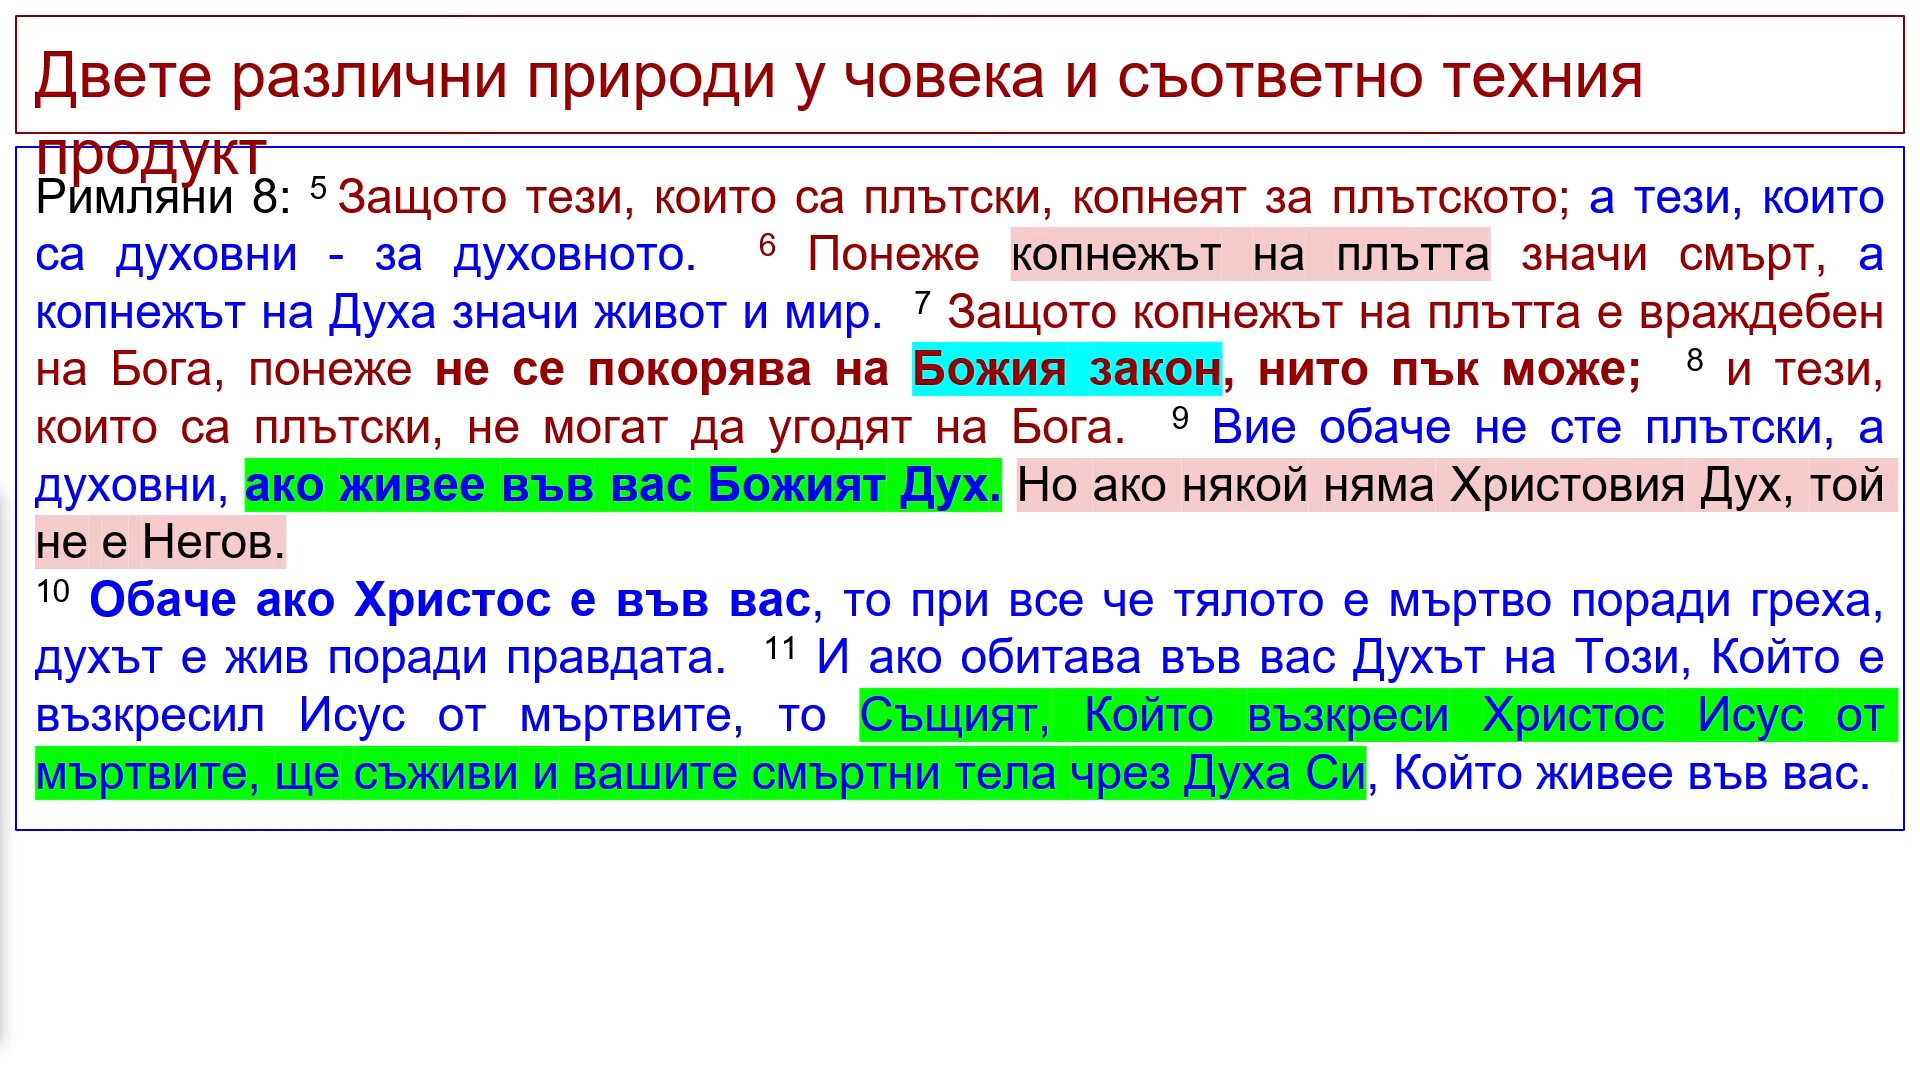 Двете различни природи у човека и съответно техния
продукт
Римляни 8: 5 Защото тези, които са плътски, копнеят за плътското; а тези, които
са духовни - за духовното. 6 Понеже копнежът на плътта значи смърт, а
копнежът на Духа значи живот и мир. 7 Защото копнежът на плътта е враждебен
на Бога, понеже не се покорява на Божия закон, нито пък може; 8 и тези,
които са плътски, не могат да угодят на Бога. 9 Вие обаче не сте плътски, а
духовни, ако живее във вас Божият Дух. Но ако някой няма Христовия Дух, той
не е Негов.
10 Обаче ако Христос е във вас, то при все че тялото е мъртво поради греха,
духът е жив поради правдата. 11 И ако обитава във вас Духът на Този, Който е
възкресил Исус от мъртвите, то Същият, Който възкреси Христос Исус от
мъртвите, ще съживи и вашите смъртни тела чрез Духа Си, Който живее във вас.